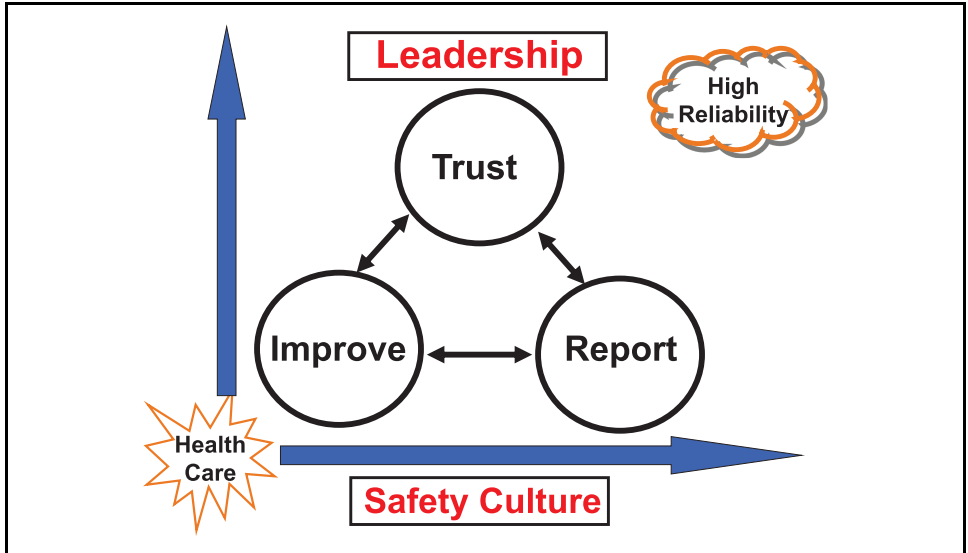 Leadership
High
Reliability
Trust
Improve
Report
Health
Care
Safety Culture